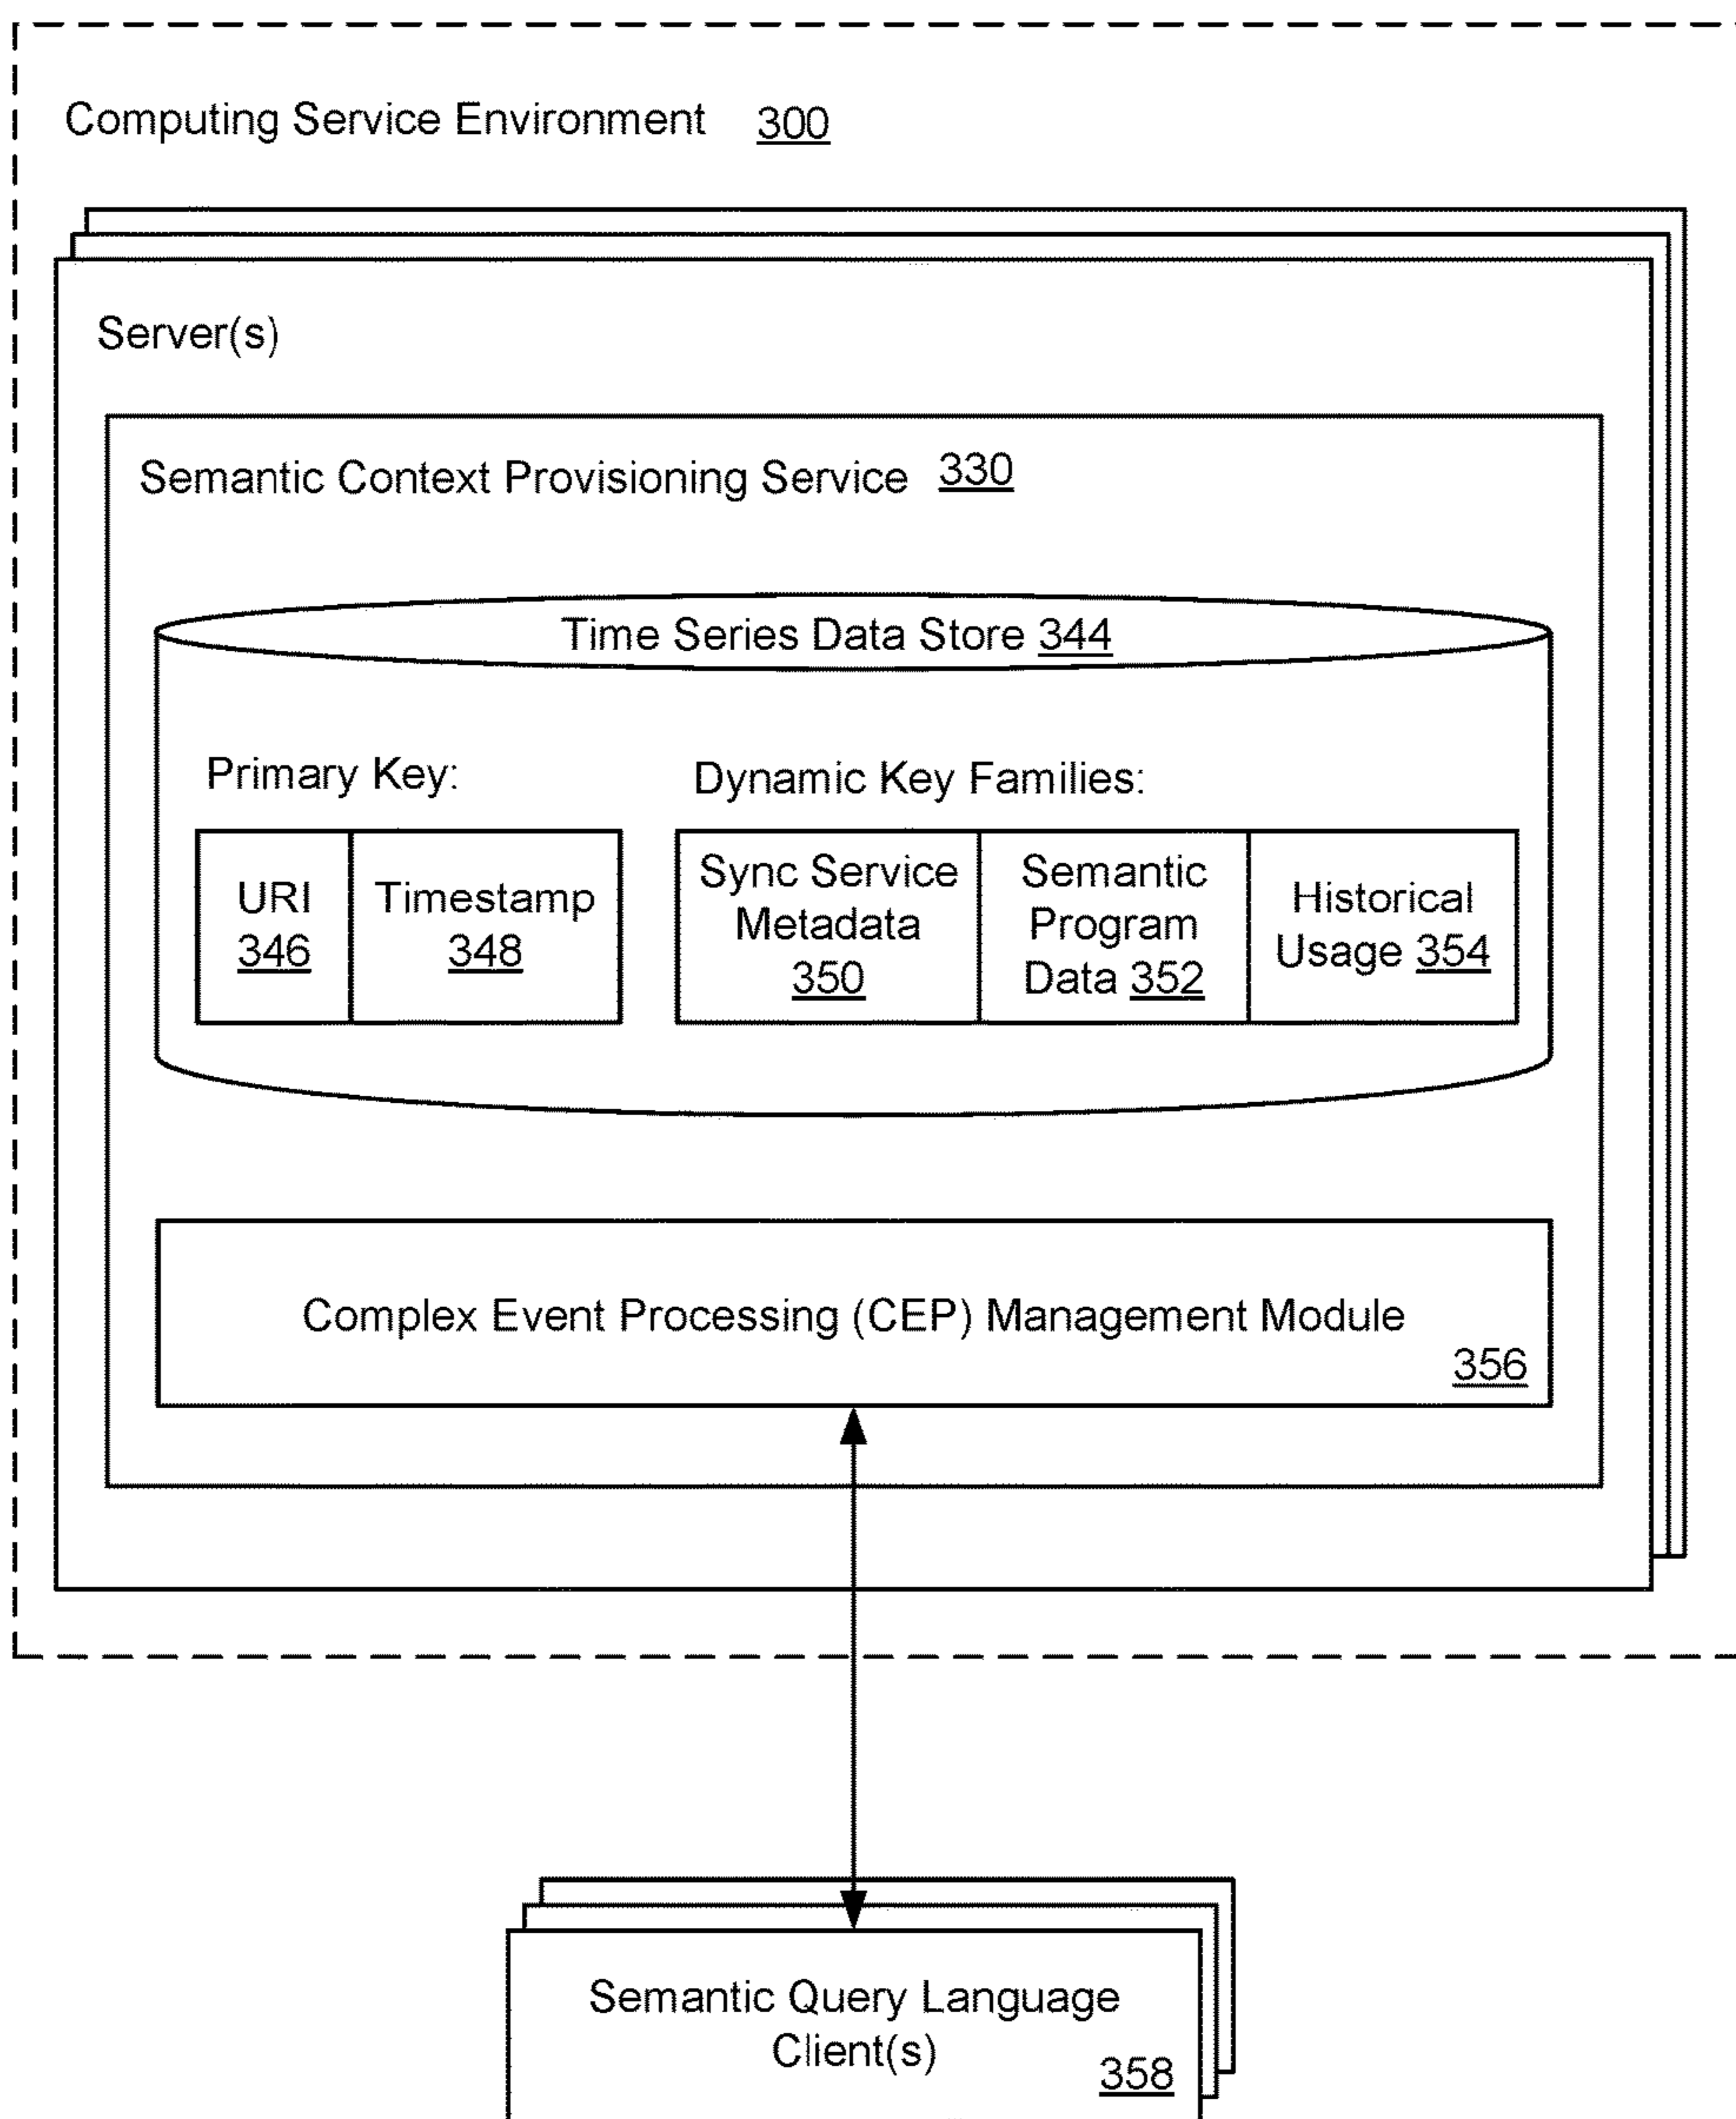 Computing Service Environment 300
Server(s)
Semantic Context Provisioning Service 330
Time Series Data Store 344
Primary Key:
Dynamic Key Families:
URI
346
Timestamp
348
Sync Service
Metadata
350
Semantic
Program
Data 352
Historical
Usage 354
Complex Event Processing (CEP) Management Module
356
Semantic Query Language
Client(s)
358